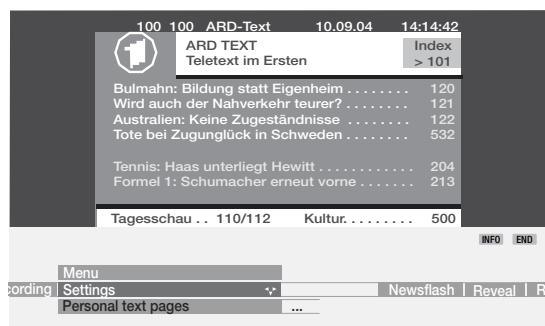 100 100 ARD-Text 10.09.04 14:14:42
ARD TEXT Index
Teletext im Ersten > 101
Bulmahn: Bildung statt Eigenheim . . . . . . . . 120
Wird auch der Nahverkehr teurer? . . . . . . . . 121
Australien: Keine Zugeständnisse . . . . . . . . 122
Tote bei Zugunglück in Schweden . . . . . . . . 532
Tennis: Haas unterliegt Hewitt . . . . . . . . . . . . 204
Formel 1: Schumacher erneut vorne . . . . . . . 213
Tagesschau . . 110/112 Kultur. . . . . . . . 500
INFO END
Menu
cording Settings Newsflash | Reveal | R
Personal text pages ...